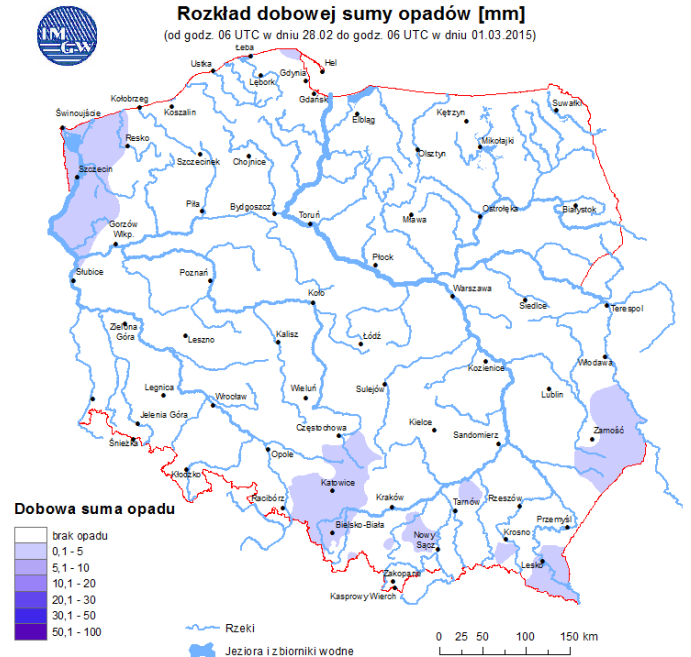 IM
GW
Rozkład dobowej sumy opadów [mm]
(od godz. 06 UTC w dniu 28.02 do godz. 06 UTC w dniu 01.03.2015)
Łeba
Hel
Ustka
Gdynia
Lębork
Kołobrzeg
Gdańsk
Suwałki
Świnoujście
Koszalin
Elbląg
Kętrzyn
Resko
Mikołajki
Szczecinek
Chojnice
Olsztyn
Szczecin
Piła
Bydgoszcz
Toruń
Mława
Ostrołęka
Białystok
Gorzów
Wlkp.
Płock
Słubice
Poznań
Koło
Warszawa
Siedlce
Terespol
Zielona
Góra
Leszno
Kalisz
Łódź
Kozienice
Włodawa
Legnica
Wrocław
Wieluń
Sulejów
Lublin
Jelenia Góra
Częstochowa
Kielce
Sandomierz
Zamość
Śnieżka
Opole
Kłodzko
Katowice
Racibórz
Kraków
Tarnów
Rzeszów
Przemyśl
Bielsko-Biała
Nowy
Sącz
Krosno
Lesko
Zakopane
Kasprowy Wierch
Dobowa suma opadu
brak opadu
0,1 - 5
5,1 - 10
10,1 - 20
20,1 - 30
30,1 - 50
50,1 - 100
Rzeki
Jeziora i zbiorniki wodne
0 25 50 100 150 km